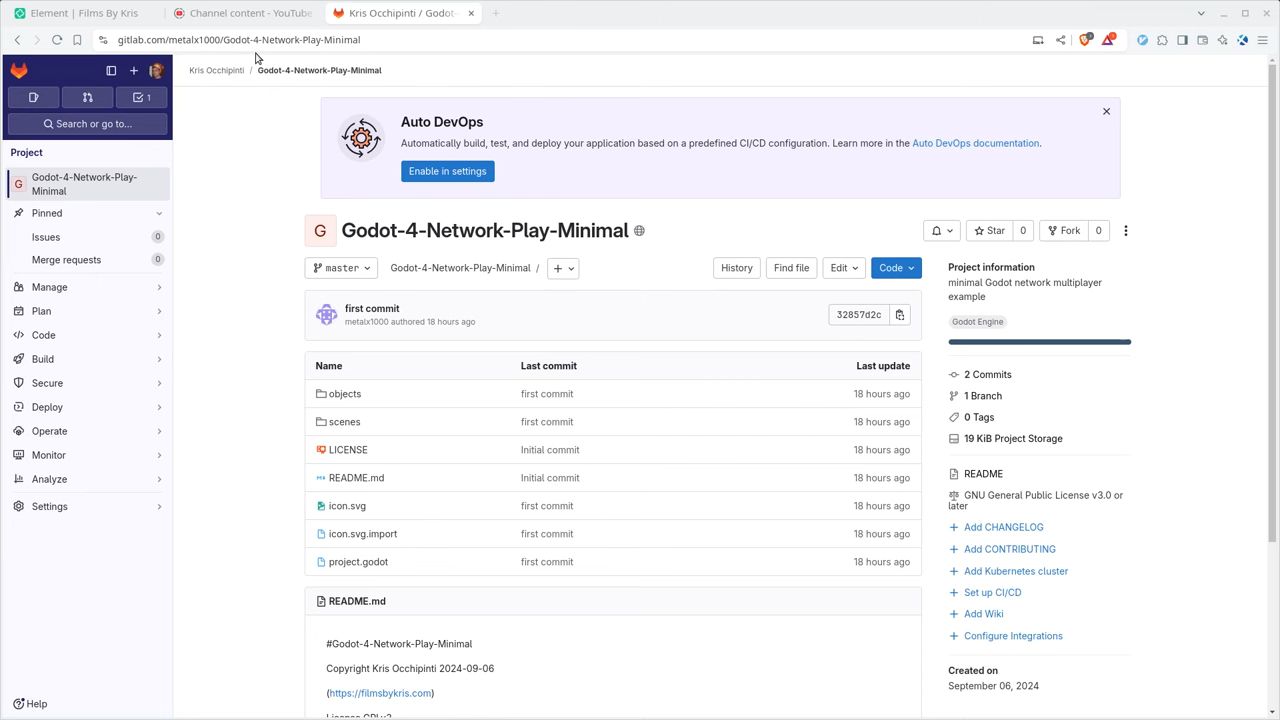 Element | Films By Kris
Channel content - YouTube
Kris Occhipinti / Godot-
gitlab.com/metalx1000/Godot-4-Network-Play-Minimal
Kris Occhipinti / Godot-4-Network-Play-Minimal
1
Search or go to...
Project
G Godot-4-Network-Play-
Minimal
Pinned
Issues 0
Merge requests 0
Manage
Plan
Code
Build
Secure
Deploy
Operate
Monitor
Analyze
Settings
Help
Auto DevOps
Automatically build, test, and deploy your application based on a predefined CI/CD configuration. Learn more in the Auto DevOps documentation.
Enable in settings
G Godot-4-Network-Play-Minimal
Star 0 Fork 0
master Godot-4-Network-Play-Minimal / + History Find file Edit Code
first commit
metalx1000 authored 18 hours ago
32857d2c
Name Last commit Last update
objects first commit 18 hours ago
scenes first commit 18 hours ago
LICENSE Initial commit 18 hours ago
README.md Initial commit 18 hours ago
icon.svg first commit 18 hours ago
icon.svg.import first commit 18 hours ago
project.godot first commit 18 hours ago
README.md
#Godot-4-Network-Play-Minimal
Copyright Kris Occhipinti 2024-09-06
(https://filmsbykris.com)
License GPLv3
Project information
minimal Godot network multiplayer
example
Godot Engine
2 Commits
1 Branch
0 Tags
19 KiB Project Storage
README
GNU General Public License v3.0 or
later
+ Add CHANGELOG
+ Add CONTRIBUTING
+ Add Kubernetes cluster
+ Set up CI/CD
+ Add Wiki
+ Configure Integrations
Created on
September 06, 2024